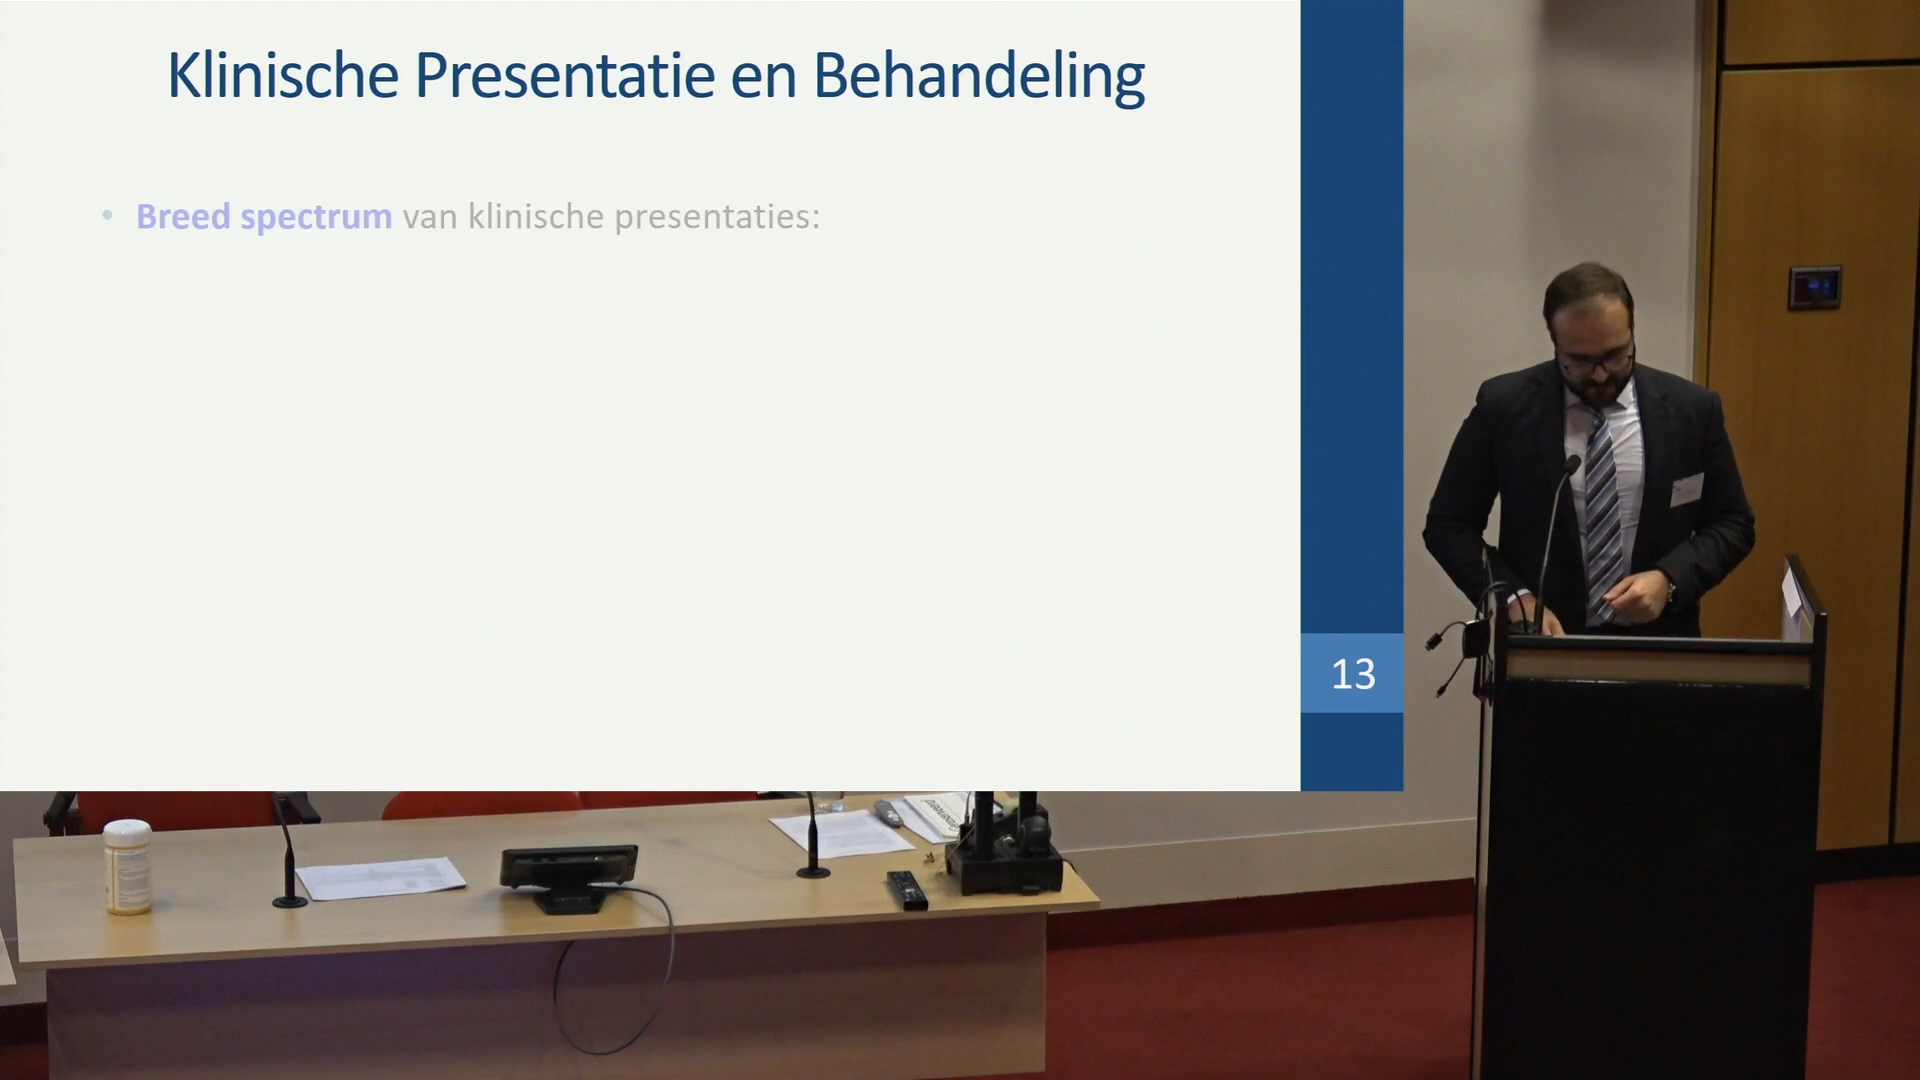 Klinische Presentatie en Behandeling
• Breed spectrum van klinische presentaties:
13